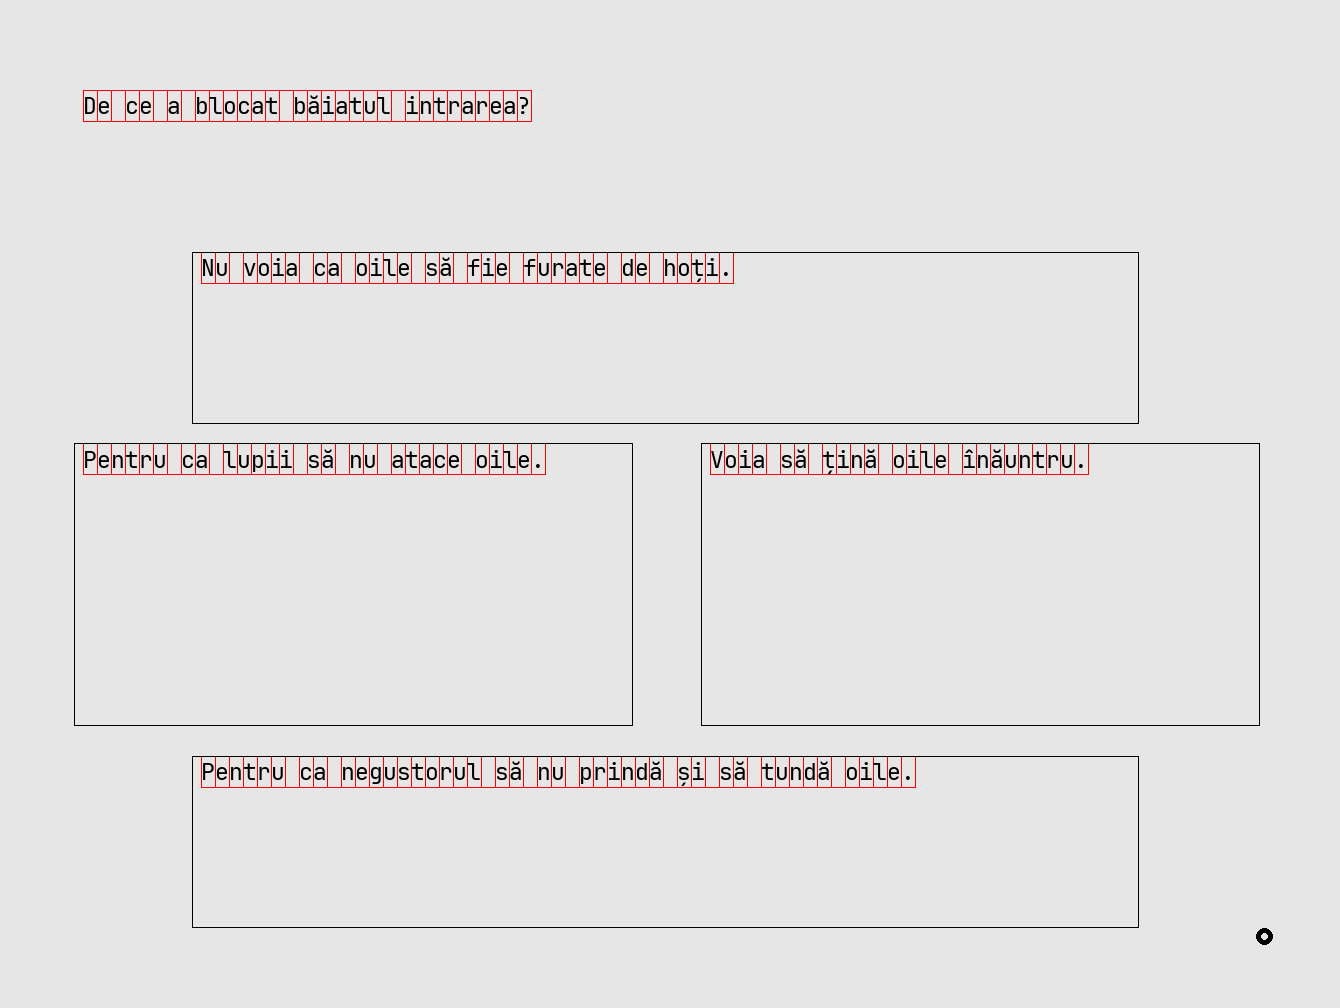 De ce a blocat băiatul intrarea?
Nu voia ca oile să fie furate de hoți.
Pentru ca lupii să nu atace oile.
Voia să țină oile înăuntru.
Pentru ca negustorul să nu prindă și să tundă oile.